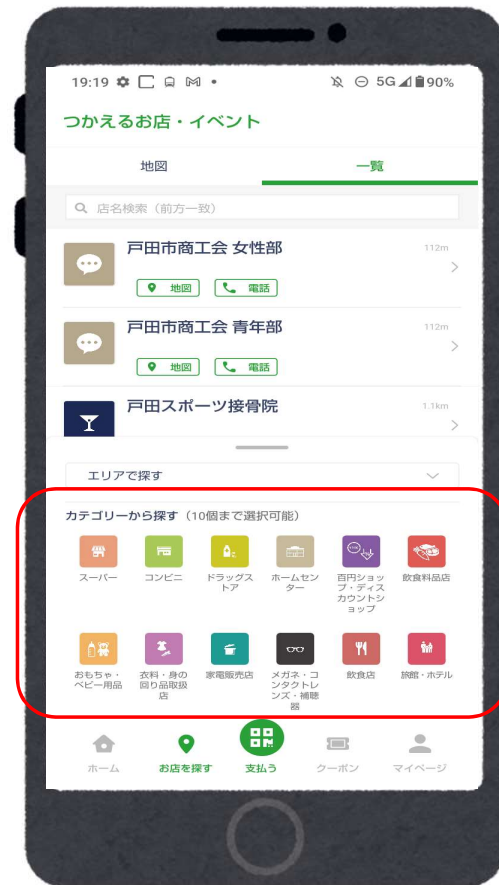 19:19 5G 90%
つかえるお店・イベント
地図 一覧
店名検索（前方一致）
戸田市商工会 女性部 112m
地図 電話
戸田市商工会 青年部 112m
地図 電話
戸田スポーツ接骨院 1.1km
エリアで探す
カテゴリーから探す（10個まで選択可能）
スーパー コンビニ ドラッグス ホームセン 百円ショッ 飲食料品店
トア ター プ・ディス
カウントシ
ョップ
おもちゃ・ 衣料・身の 家電販売店 メガネ・コ 飲食店 旅館・ホテル
ベビー用品 回り品取扱 ンタクトレ
店 ンズ・補聴
器
ホーム お店を探す 支払う クーポン マイページ